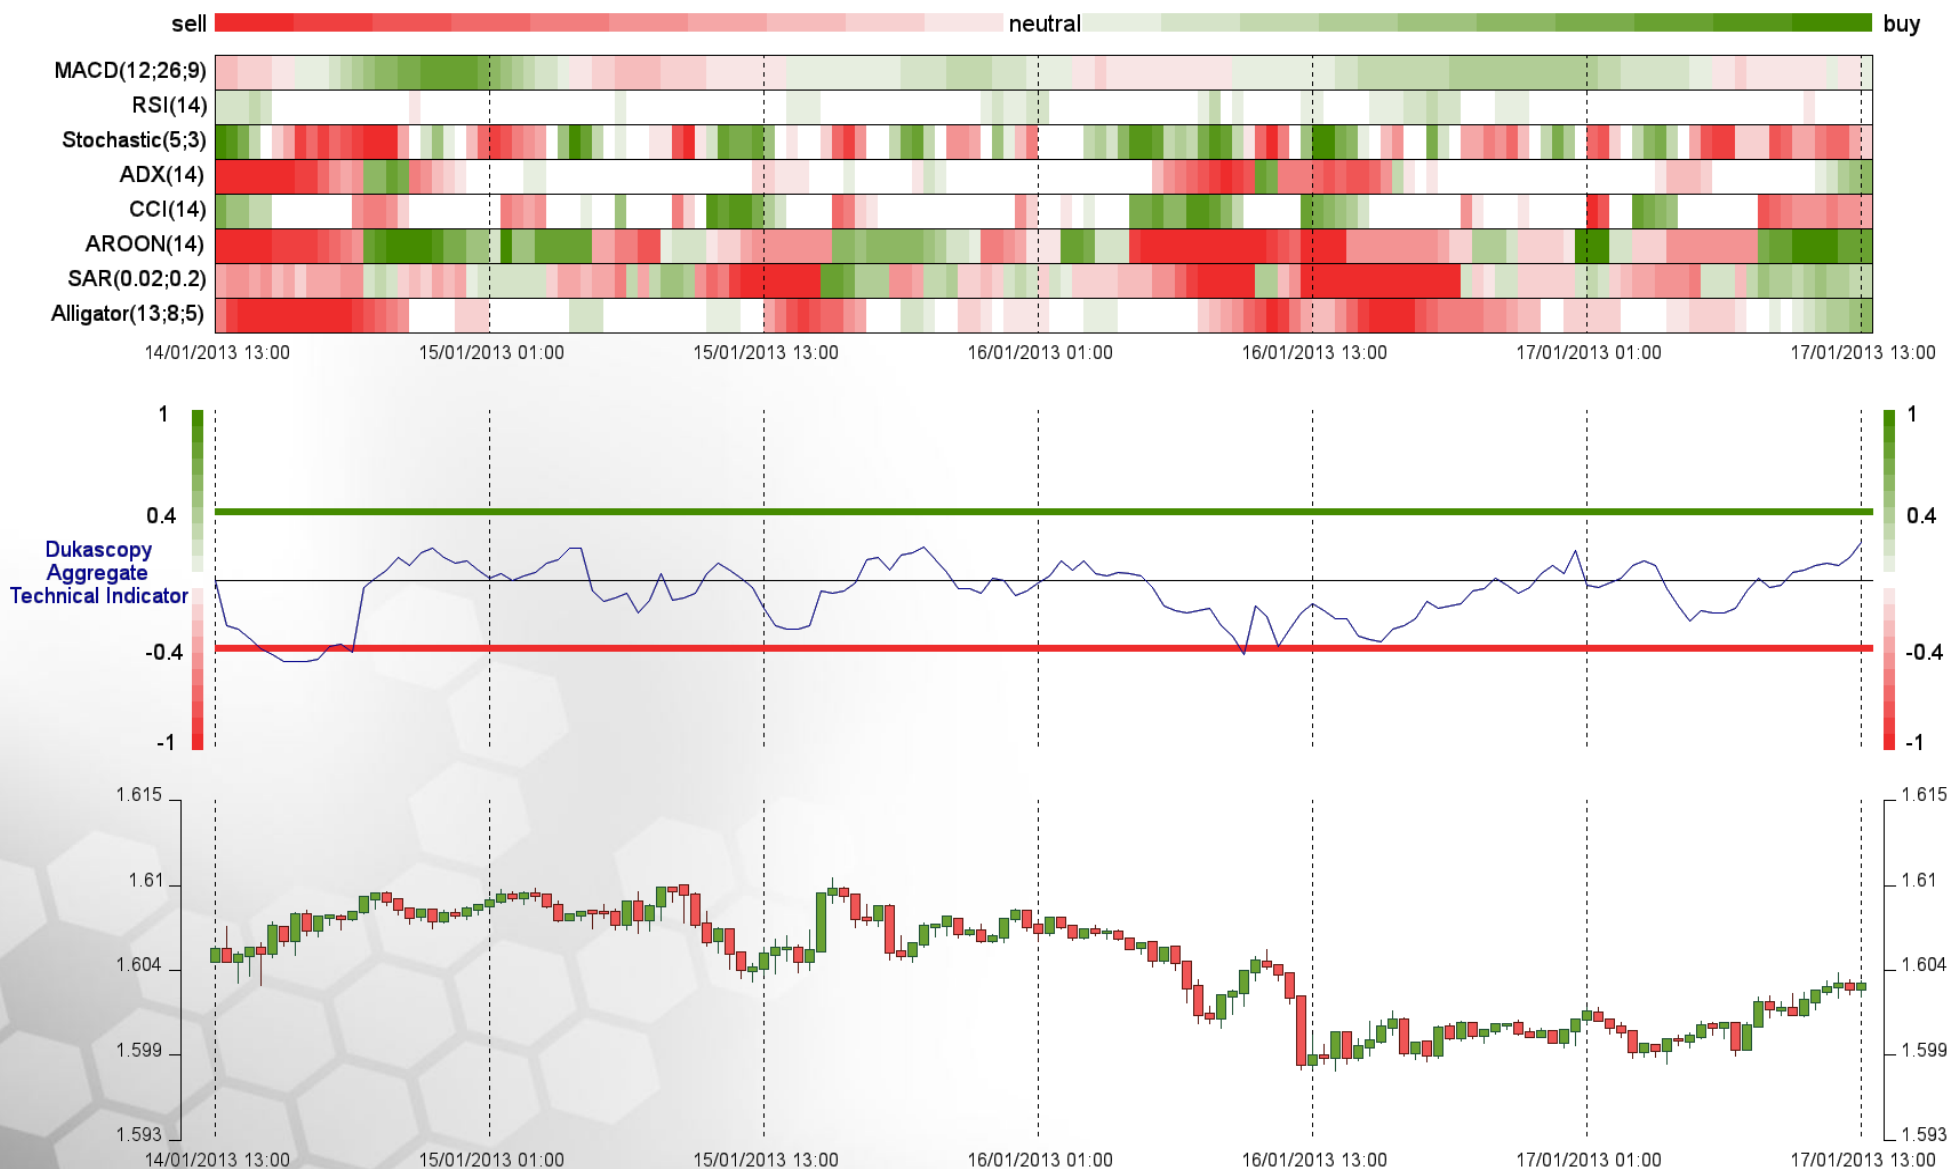 sell neutral buy
MACD(12;26;9)
RSI(14)
Stochastic(5;3)
ADX(14)
CCI(14)
AROON(14)
SAR(0.02;0.2)
Alligator(13;8;5)
14/01/2013 13:00 15/01/2013 01:00 15/01/2013 13:00 16/01/2013 01:00 16/01/2013 13:00 17/01/2013 01:00 17/01/2013 13:00
1 1
0.4 0.4
Dukascopy
Aggregate
Technical Indicator
-0.4 -0.4
-1 -1
1.615 1.615
1.61 1.61
1.604 1.604
1.599 1.599
1.593 1.593
14/01/2013 13:00 15/01/2013 01:00 15/01/2013 13:00 16/01/2013 01:00 16/01/2013 13:00 17/01/2013 01:00 17/01/2013 13:00